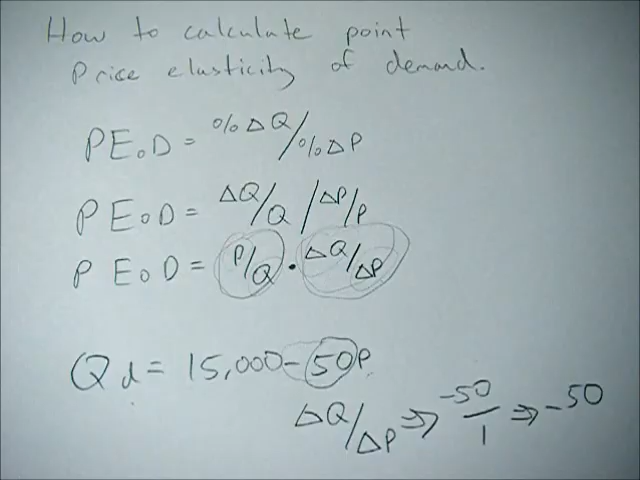 How to calculate point
Price elasticity of demand.
PEoD = %ΔQ/%ΔP
PEoD = ΔQ/Q / ΔP/P
PEoD = P/Q · ΔQ/ΔP
Qd = 15,000-50P
ΔQ/ΔP ⇒ -50/1 ⇒ -50